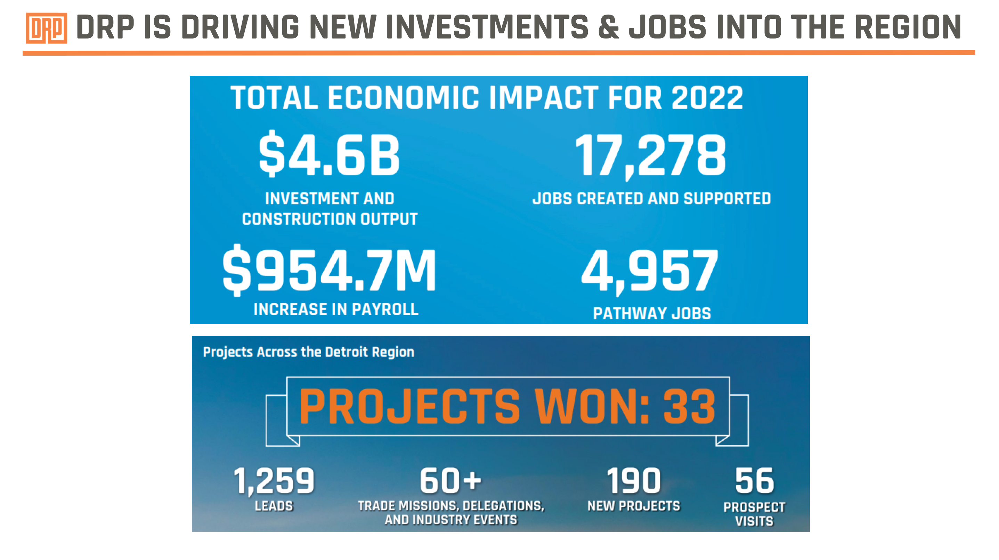 DRP DRP IS DRIVING NEW INVESTMENTS & JOBS INTO THE REGION
TOTAL ECONOMIC IMPACT FOR 2022
$4.6B
INVESTMENT AND
CONSTRUCTION OUTPUT
17,278
JOBS CREATED AND SUPPORTED
$954.7M
INCREASE IN PAYROLL
4,957
PATHWAY JOBS
Projects Across the Detroit Region
PROJECTS WON: 33
1,259
LEADS
60+
TRADE MISSIONS, DELEGATIONS,
AND INDUSTRY EVENTS
190
NEW PROJECTS
56
PROSPECT
VISITS